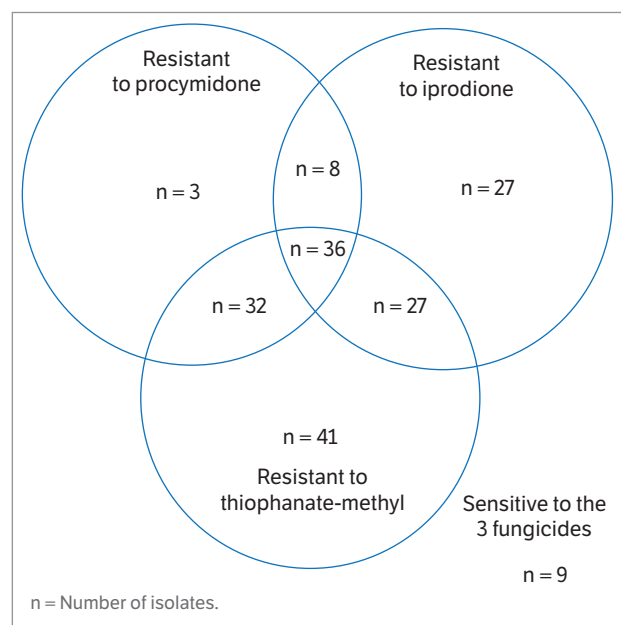 Resistant
to procymidone
Resistant
to iprodione
n = 8
n = 3
n = 27
n = 36
n = 32
n = 27
n = 41
Resistant to
thiophanate-methyl
Sensitive to the
3 fungicides
n = 9
n = Number of isolates.